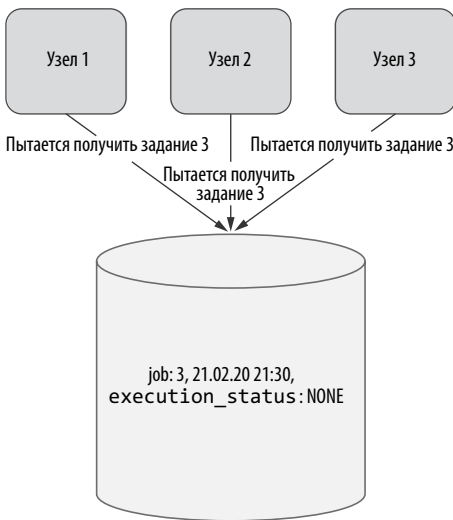 Узел 1
Узел 2
Узел 3
Пытается получить задание 3
Пытается получить задание 3
Пытается получить
задание 3
job: 3, 21.02.20 21:30,
execution_status: NONE